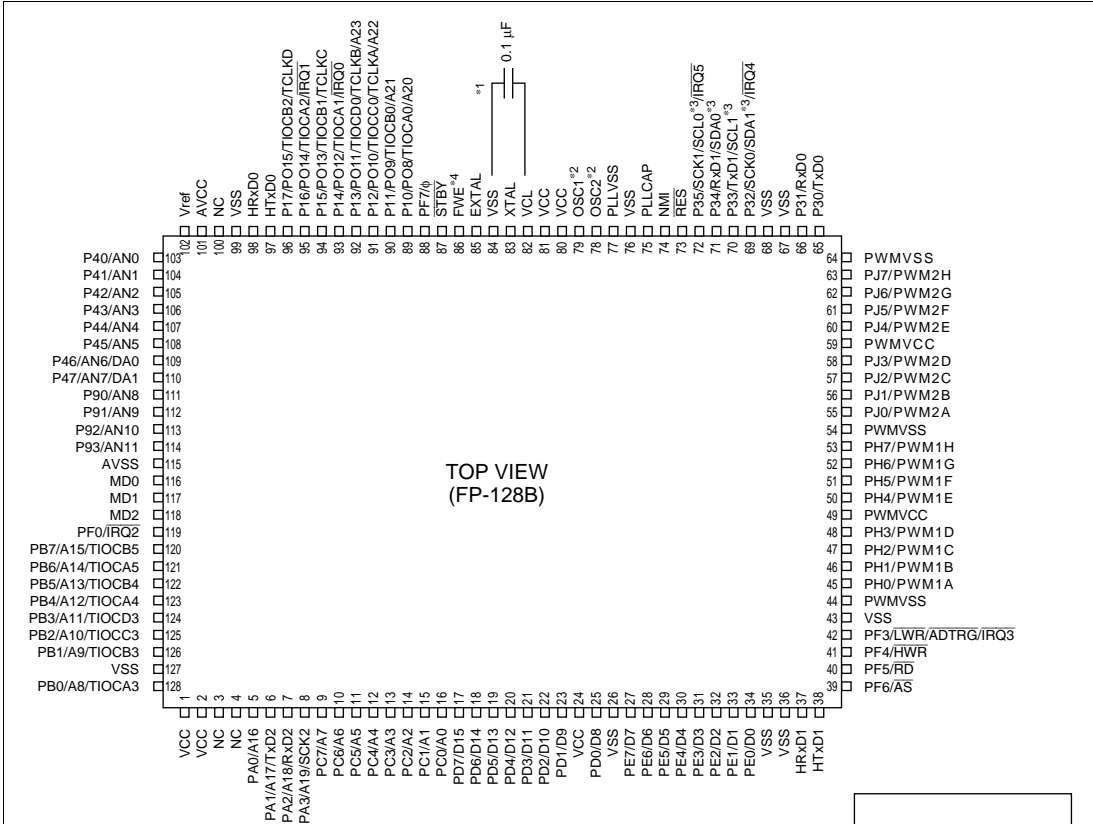 P17/PO15/TIOCB2/TCLKD
P16/PO14/TIOCA2/IRQ1
P15/PO13/TIOCB1/TCLKC
P14/PO12/TIOCA1/IRQ0
P13/PO11/TIOCD0/TCLKB/A23
P12/PO10/TIOCC0/TCLKA/A22
P11/PO9/TIOCB0/A21
P10/PO8/TIOCA0/A20
*1
0.1 µF
Vref
AVCC
NC
VSS
HRxD0
HTxD0
PF7/ϕ
STBY
FWE*4
EXTAL
VSS
XTAL
VCL
VCC
VCC
OSC1*2
OSC2*2
PLLVSS
VSS
PLLCAP
NMI
RES
P35/SCK1/SCL0*3/IRQ5
P34/RxD1/SDA0*3
P33/TxD1/SCL1*3
P32/SCK0/SDA1*3/IRQ4
VSS
VSS
P31/RxD0
P30/TxD0
102 101 100 99 98 97 96 95 94 93 92 91 90 89 88 87 86 85 84 83 82 81 80 79 78 77 76 75 74 73 72 71 70 69 68 67 66 65
P40/AN0 103
P41/AN1 104
P42/AN2 105
P43/AN3 106
P44/AN4 107
P45/AN5 108
P46/AN6/DA0 109
P47/AN7/DA1 110
P90/AN8 111
P91/AN9 112
P92/AN10 113
P93/AN11 114
AVSS 115
MD0 116
MD1 117
MD2 118
PF0/IRQ2 119
PB7/A15/TIOCB5 120
PB6/A14/TIOCA5 121
PB5/A13/TIOCB4 122
PB4/A12/TIOCA4 123
PB3/A11/TIOCD3 124
PB2/A10/TIOCC3 125
PB1/A9/TIOCB3 126
VSS 127
PB0/A8/TIOCA3 128
TOP VIEW
(FP-128B)
64 PWMVSS
63 PJ7/PWM2H
62 PJ6/PWM2G
61 PJ5/PWM2F
60 PJ4/PWM2E
59 PWMVCC
58 PJ3/PWM2D
57 PJ2/PWM2C
56 PJ1/PWM2B
55 PJ0/PWM2A
54 PWMVSS
53 PH7/PWM1H
52 PH6/PWM1G
51 PH5/PWM1F
50 PH4/PWM1E
49 PWMVCC
48 PH3/PWM1D
47 PH2/PWM1C
46 PH1/PWM1B
45 PH0/PWM1A
44 PWMVSS
43 VSS
42 PF3/LWR/ADTRG/IRQ3
41 PF4/HWR
40 PF5/RD
39 PF6/AS
1 2 3 4 5 6 7 8 9 10 11 12 13 14 15 16 17 18 19 20 21 22 23 24 25 26 27 28 29 30 31 32 33 34 35 36 37 38
VCC
VCC
NC
NC
PA0/A16
PA1/A17/TxD2
PA2/A18/RxD2
PA3/A19/SCK2
PC7/A7
PC6/A6
PC5/A5
PC4/A4
PC3/A3
PC2/A2
PC1/A1
PC0/A0
PD7/D15
PD6/D14
PD5/D13
PD4/D12
PD3/D11
PD2/D10
PD1/D9
VCC
PD0/D8
VSS
PE7/D7
PE6/D6
PE5/D5
PE4/D4
PE3/D3
PE2/D2
PE1/D1
PE0/D0
VSS
VSS
HRxD1
HTxD1